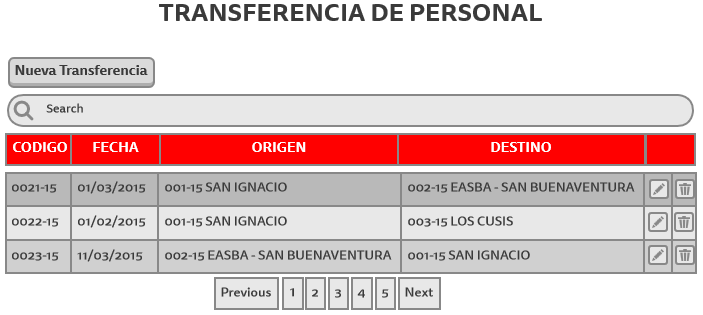 TRANSFERENCIA DE PERSONAL
Nueva Transferencia
Search
CODIGO FECHA ORIGEN DESTINO
0021-15 01/03/2015 001-15 SAN IGNACIO 002-15 EASBA - SAN BUENAVENTURA
0022-15 01/02/2015 001-15 SAN IGNACIO 003-15 LOS CUSIS
0023-15 11/03/2015 002-15 EASBA - SAN BUENAVENTURA 001-15 SAN IGNACIO
Previous 1 2 3 4 5 Next